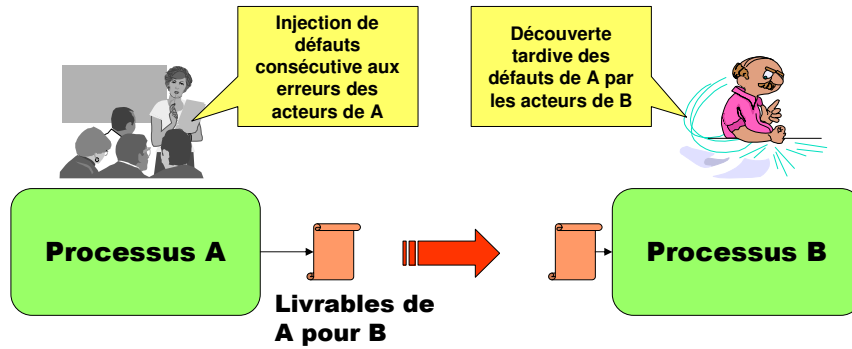 Injection de
défauts
consécutive aux
erreurs des
acteurs de A
Découverte
tardive des
défauts de A par
les acteurs de B
Processus A
Processus B
Livrables de
A pour B